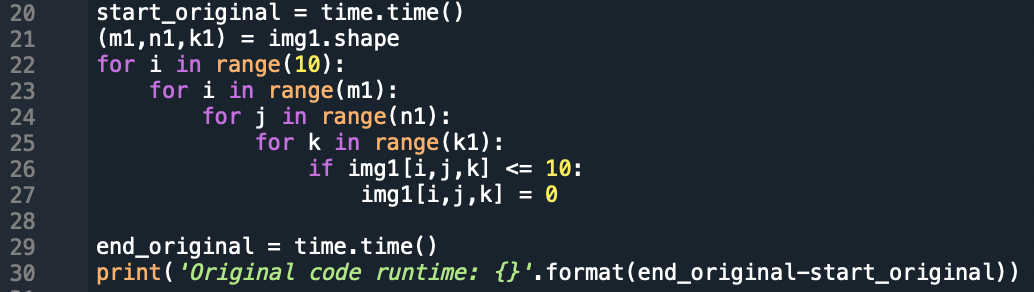 20 start_original = time.time()
21 (m1,n1,k1) = img1.shape
22 for i in range(10):
23     for i in range(m1):
24         for j in range(n1):
25             for k in range(k1):
26                 if img1[i,j,k] <= 10:
27                     img1[i,j,k] = 0
28
29 end_original = time.time()
30 print('Original code runtime: {}'.format(end_original-start_original))